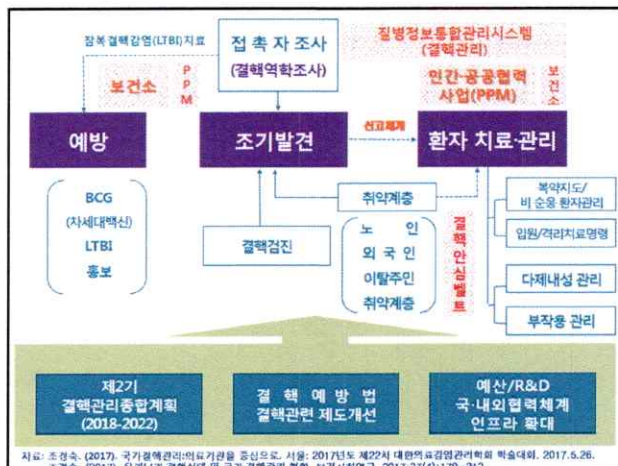 잠복결핵감염(LTBI)치료
접 촉 자 조 사
(결핵역학조사)
질병정보통합관리시스템
(결핵관리)
보건소
PPM
민간·공공협력
사업(PPM)
보건소
예방
조기발견
신고체계
환자 치료·관리
BCG
(차세대백신)
LTBI
홍보
결핵검진
취약계층
노 인
외 국 인
이탈주민
취약계층
결핵안심벨트
복약지도/
비 순응 환자관리
입원/격리치료명령
다제내성 관리
부작용 관리
제2기
결핵관리종합계획
(2018-2022)
결 핵 예 방 법
결핵관련 제도개선
예산/R&D
국·내외협력체계
인프라 확대
자료: 조경숙. (2017). 국가결핵관리:의료기관을 중심으로. 서울: 2017년도 제22차 대한의료감염관리학회 학술대회. 2017.5.26.